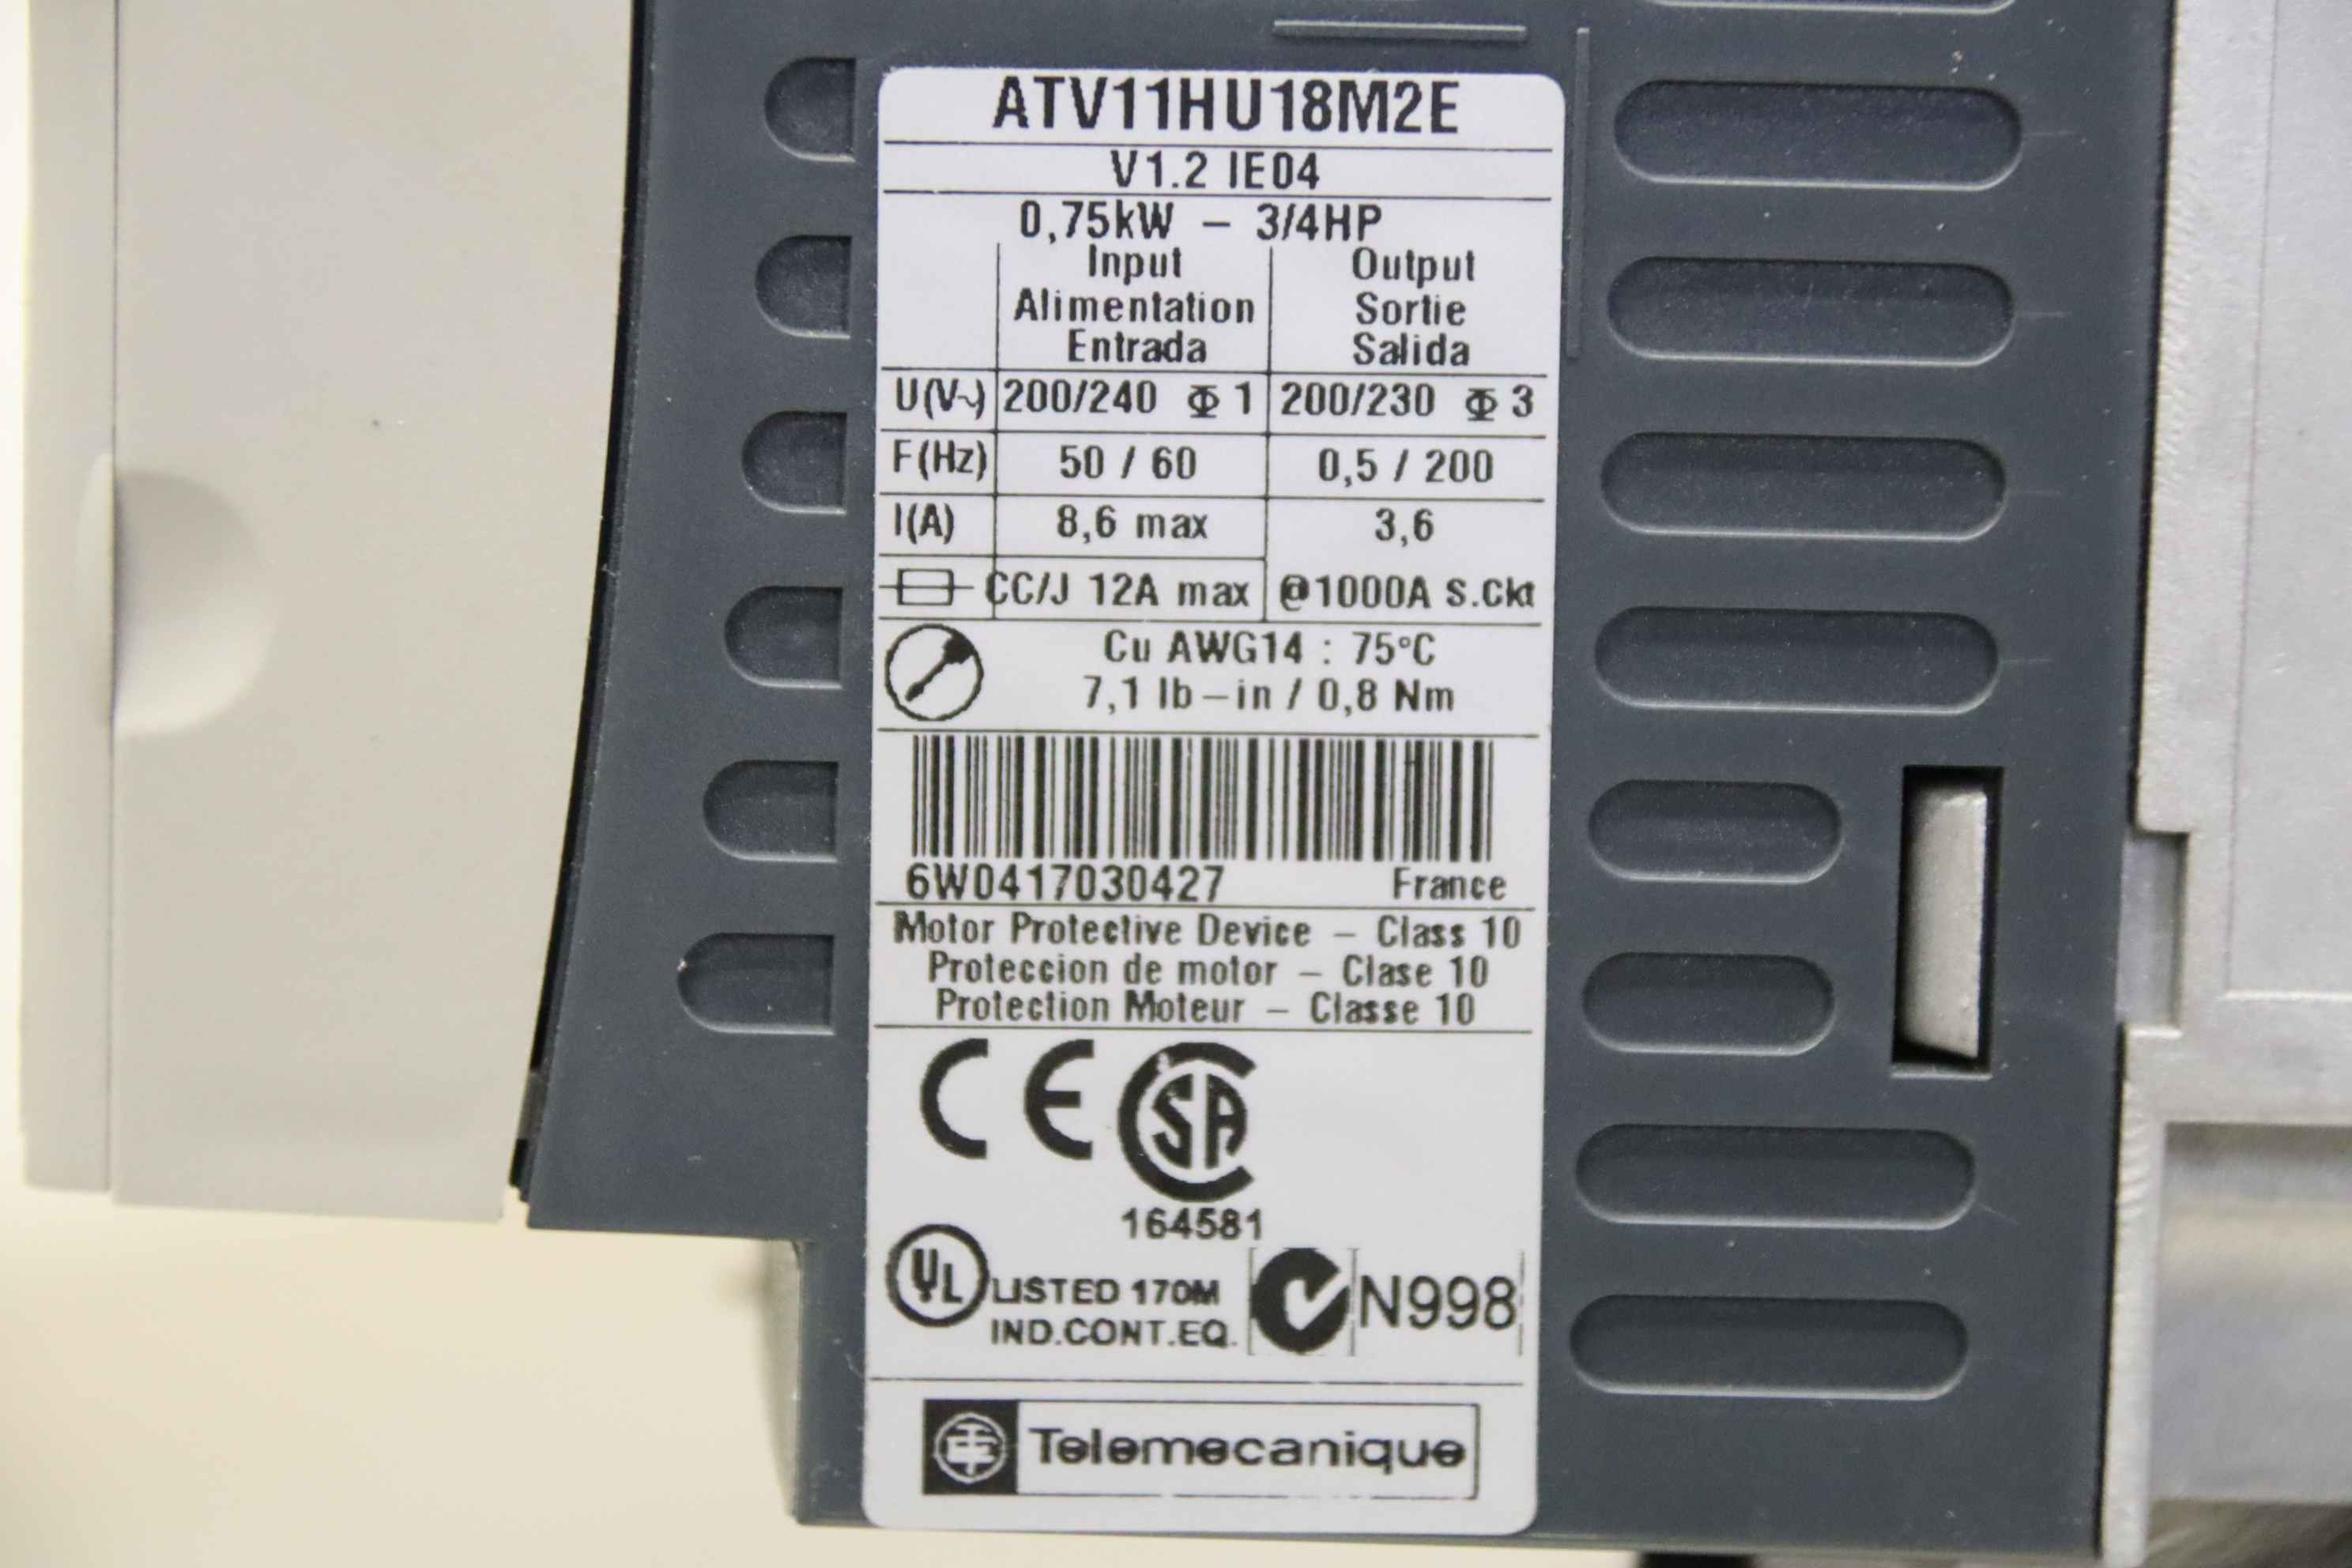 ATV11HU18M2E
V1.2 IE04
0,75kW – 3/4HP
Input Output
Alimentation Sortie
Entrada Salida
U(V~) 200/240 Φ 1 200/230 Φ 3
F(Hz) 50 / 60 0,5 / 200
I(A) 8,6 max 3,6
CC/J 12A max @1000A S.Ckt
Cu AWG14 : 75°C
7,1 lb–in / 0,8 Nm
6W0417030427 France
Motor Protective Device – Class 10
Proteccion de motor – Clase 10
Protection Moteur – Classe 10
CE CSA
164581
UL LISTED 170M N998
IND.CONT.EQ.
TE Telemecanique